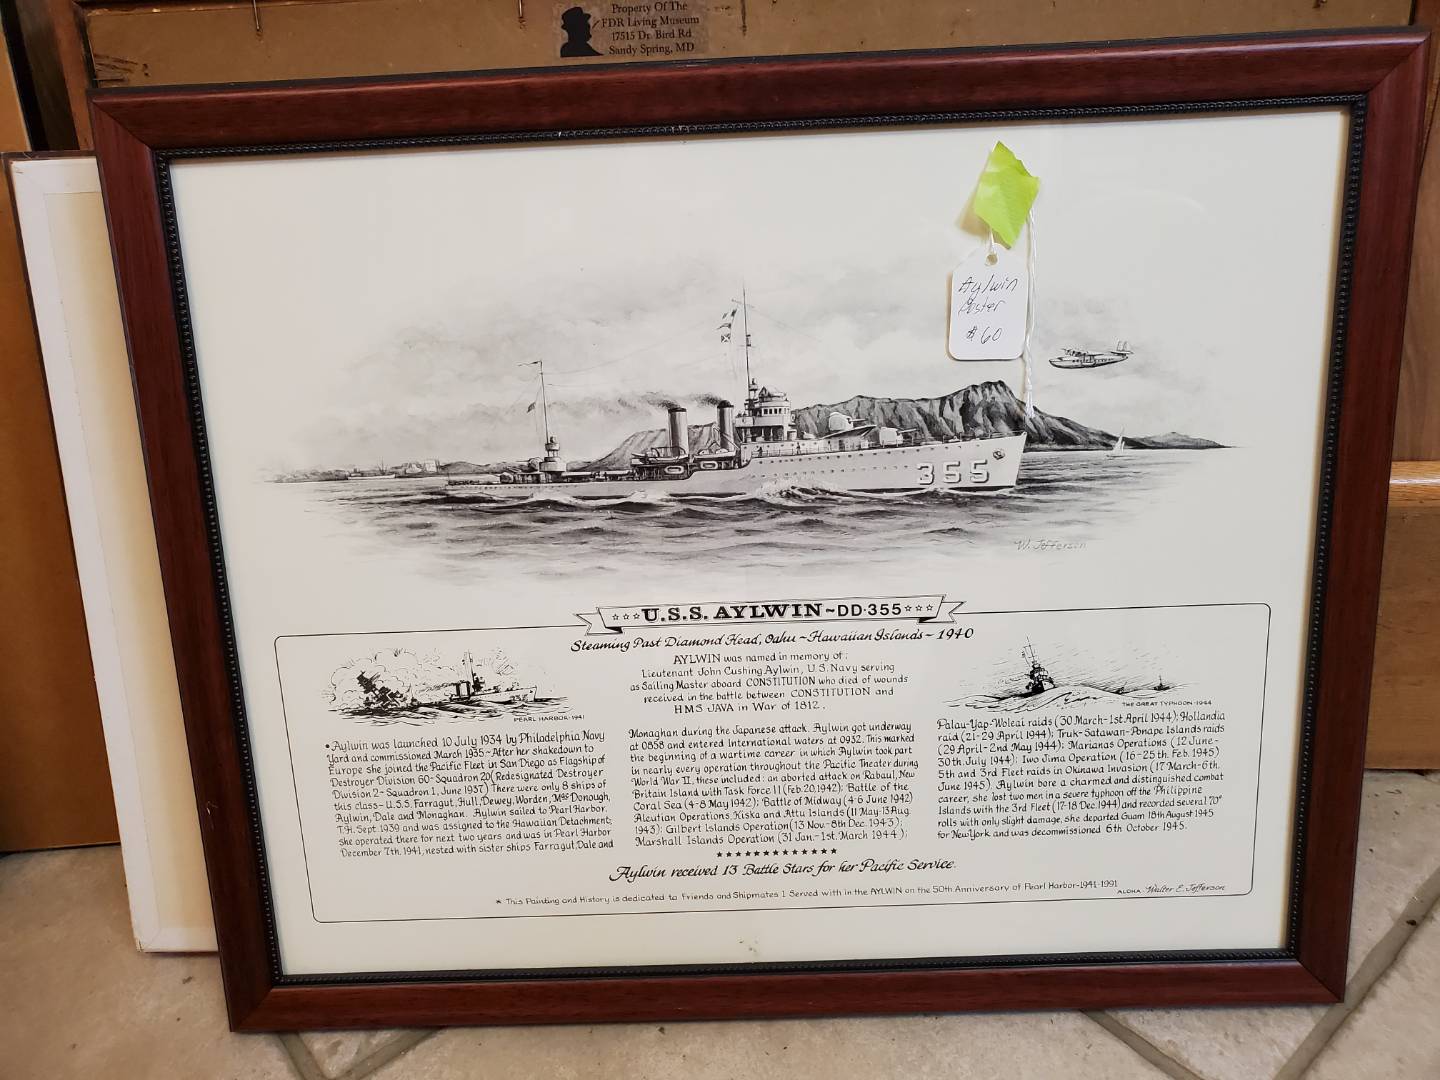 Property Of The
FDR Living Museum
17515 Dr. Bird Rd
Sandy Spring, MD
Aylwin
Poster
$60
355
W. Jefferson
U.S.S. AYLWIN~DD-355
Steaming Past Diamond Head, Oahu ~ Hawaiian Islands ~ 1940
AYLWIN was named in memory of:
Lieutenant John Cushing Aylwin, U.S. Navy serving
as Sailing Master aboard CONSTITUTION who died of wounds
received in the battle between CONSTITUTION and
HMS JAVA in War of 1812.
PEARL HARBOR-1941
THE GREAT TYPHOON-1944
•Aylwin was launched 10 July 1934 by Philadelphia Navy
Yard and commissioned March 1935~After her shakedown to
Europe she joined the Pacific Fleet in San Diego as Flagship of
Destroyer Division 60-Squadron 20(Redesignated Destroyer
Division 2-Squadron 1, June 1937) There were only 8 ships of
this class-U.S.S. Farragut, Hull, Dewey, Worden, MacDonough,
Aylwin, Dale and Monaghan. Aylwin sailed to Pearl Harbor.
T.H. Sept. 1939 and was assigned to the Hawaiian Detachment;
she operated there for next two years and was in Pearl Harbor
December 7th. 1941, nested with sister ships Farragut, Dale and
Monaghan during the Japanese attack. Aylwin got underway
at 0858 and entered International waters at 0932. This marked
the beginning of a wartime career in which Aylwin took part
in nearly every operation throughout the Pacific Theater during
World War II, these included: an aborted attack on Rabaul, New
Britain Island with Task Force 11 (Feb.20,1942); Battle of the
Coral Sea (4-8 May 1942); Battle of Midway (4-6 June 1942)
Aleutian Operations, Kiska and Attu Islands (11 May-13 Aug.
1943); Gilbert Islands Operation (13 Nov-8th Dec. 1943);
Marshall Islands Operation (31 Jan-1st. March 1944);
Palau-Yap-Woleai raids (30 March-1st April 1944); Hollandia
raid (21-29 April 1944); Truk-Satawan-Ponape Islands raids
(29 April-2nd May 1944); Marianas Operations (12 June-
30th. July 1944); Iwo Jima Operation (16-25th. Feb. 1945)
5th and 3rd Fleet raids in Okinawa Invasion (17 March-6th.
June 1945). Aylwin bore a charmed and distinguished combat
career, she lost two men in a severe typhoon off the Philippine
Islands with the 3rd Fleet (17-18 Dec. 1944) and recorded several 70°
rolls with only slight damage, she departed Guam 18th August 1945
for New York and was decommissioned 6th October 1945.
Aylwin received 13 Battle Stars for her Pacific Service.
* This Painting and History is dedicated to Friends and Shipmates I Served with in the AYLWIN on the 50th Anniversary of Pearl Harbor-1941-1991
ALOHA - Walter E. Jefferson